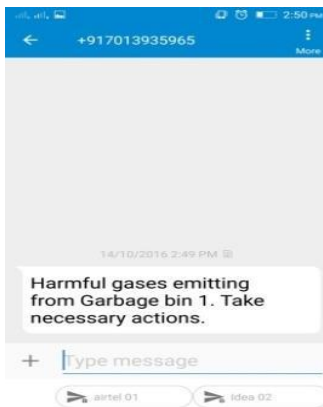 2:50 PM
+917013935965
More
14/10/2016 2:49 PM
Harmful gases emitting
from Garbage bin 1. Take
necessary actions.
Type message
airtel 01 Idea 02